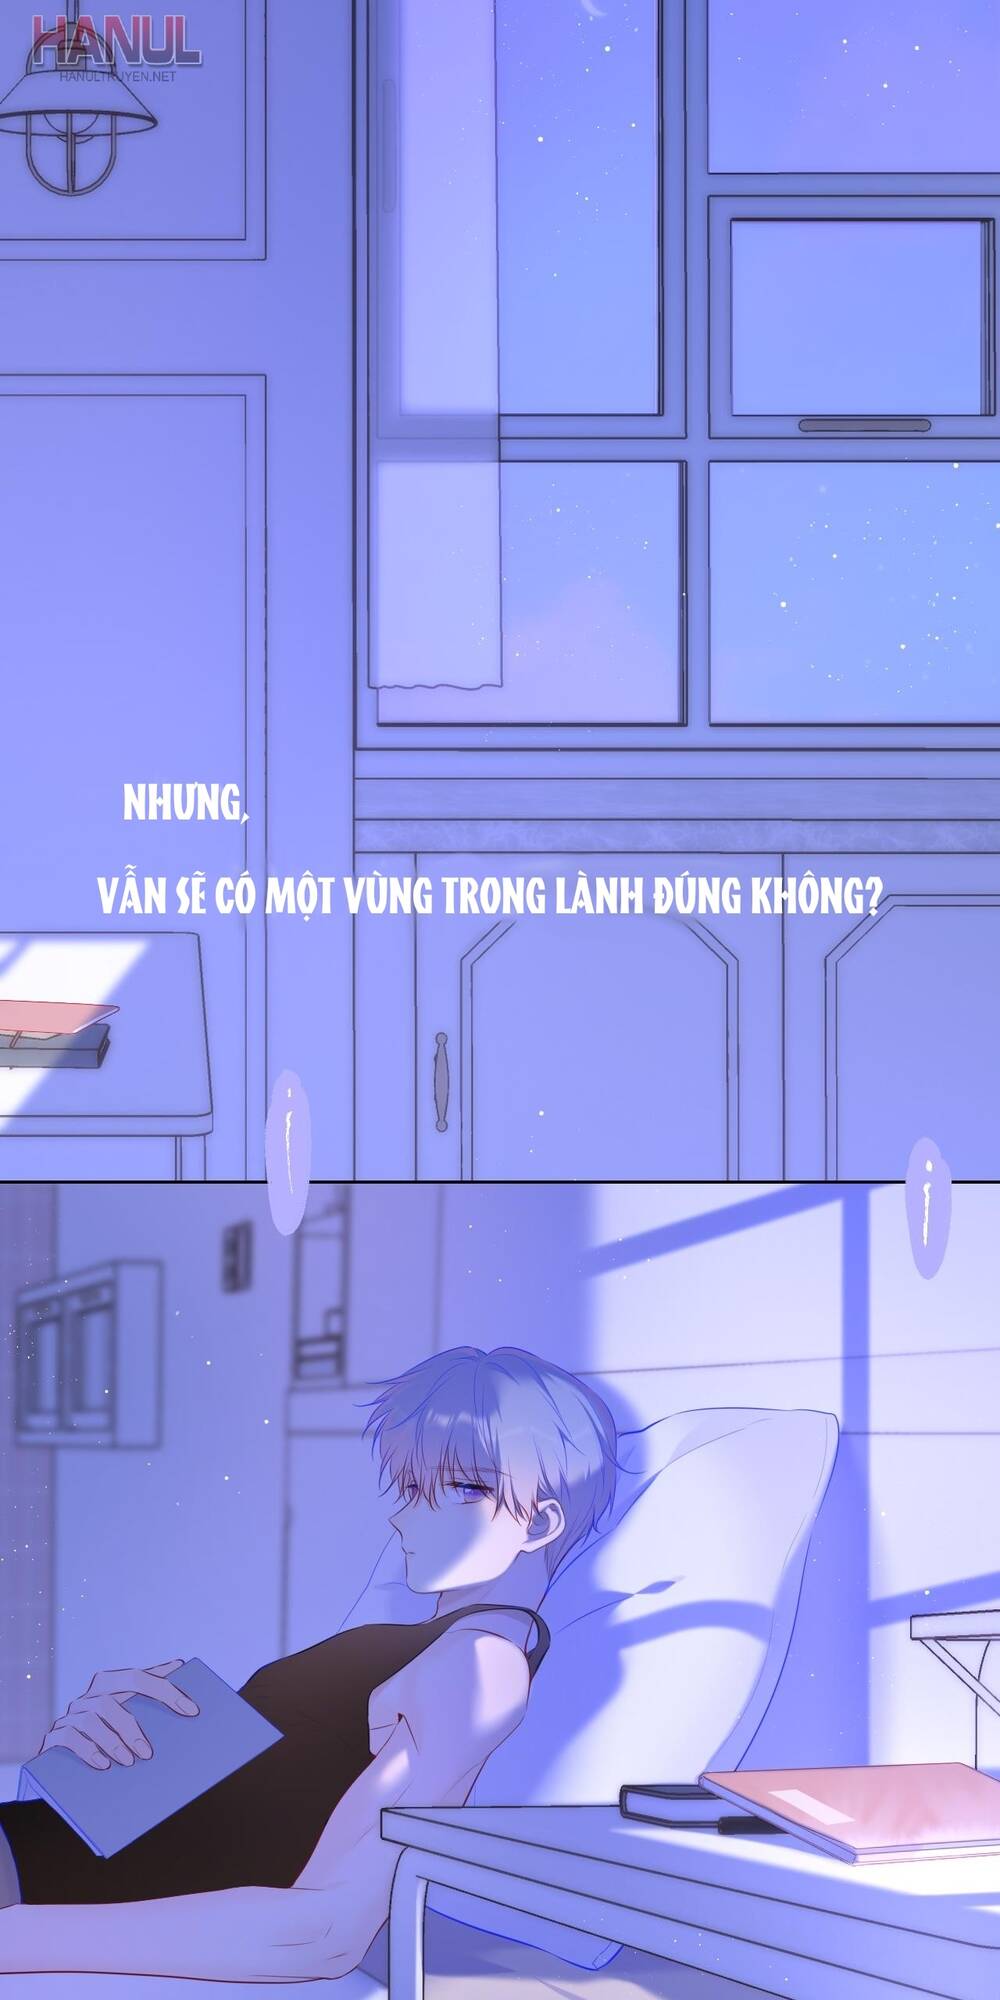 HANUL
HANULTRUYEN.NET
NHƯNG,
VẪN SẼ CÓ MỘT VÙNG TRONG LÀNH ĐÚNG KHÔNG?